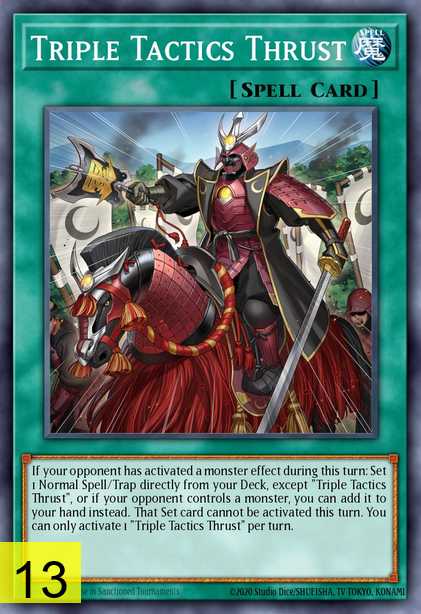 TRIPLE TACTICS THRUST
SPELL
魔
[ SPELL CARD ]
If your opponent has activated a monster effect during this turn: Set
1 Normal Spell/Trap directly from your Deck, except "Triple Tactics
Thrust", or if your opponent controls a monster, you can add it to
your hand instead. That Set card cannot be activated this turn. You
can only activate 1 "Triple Tactics Thrust" per turn.
13
in Sanctioned Tournaments
©2020 Studio Dice/SHUEISHA, TV TOKYO, KONAMI